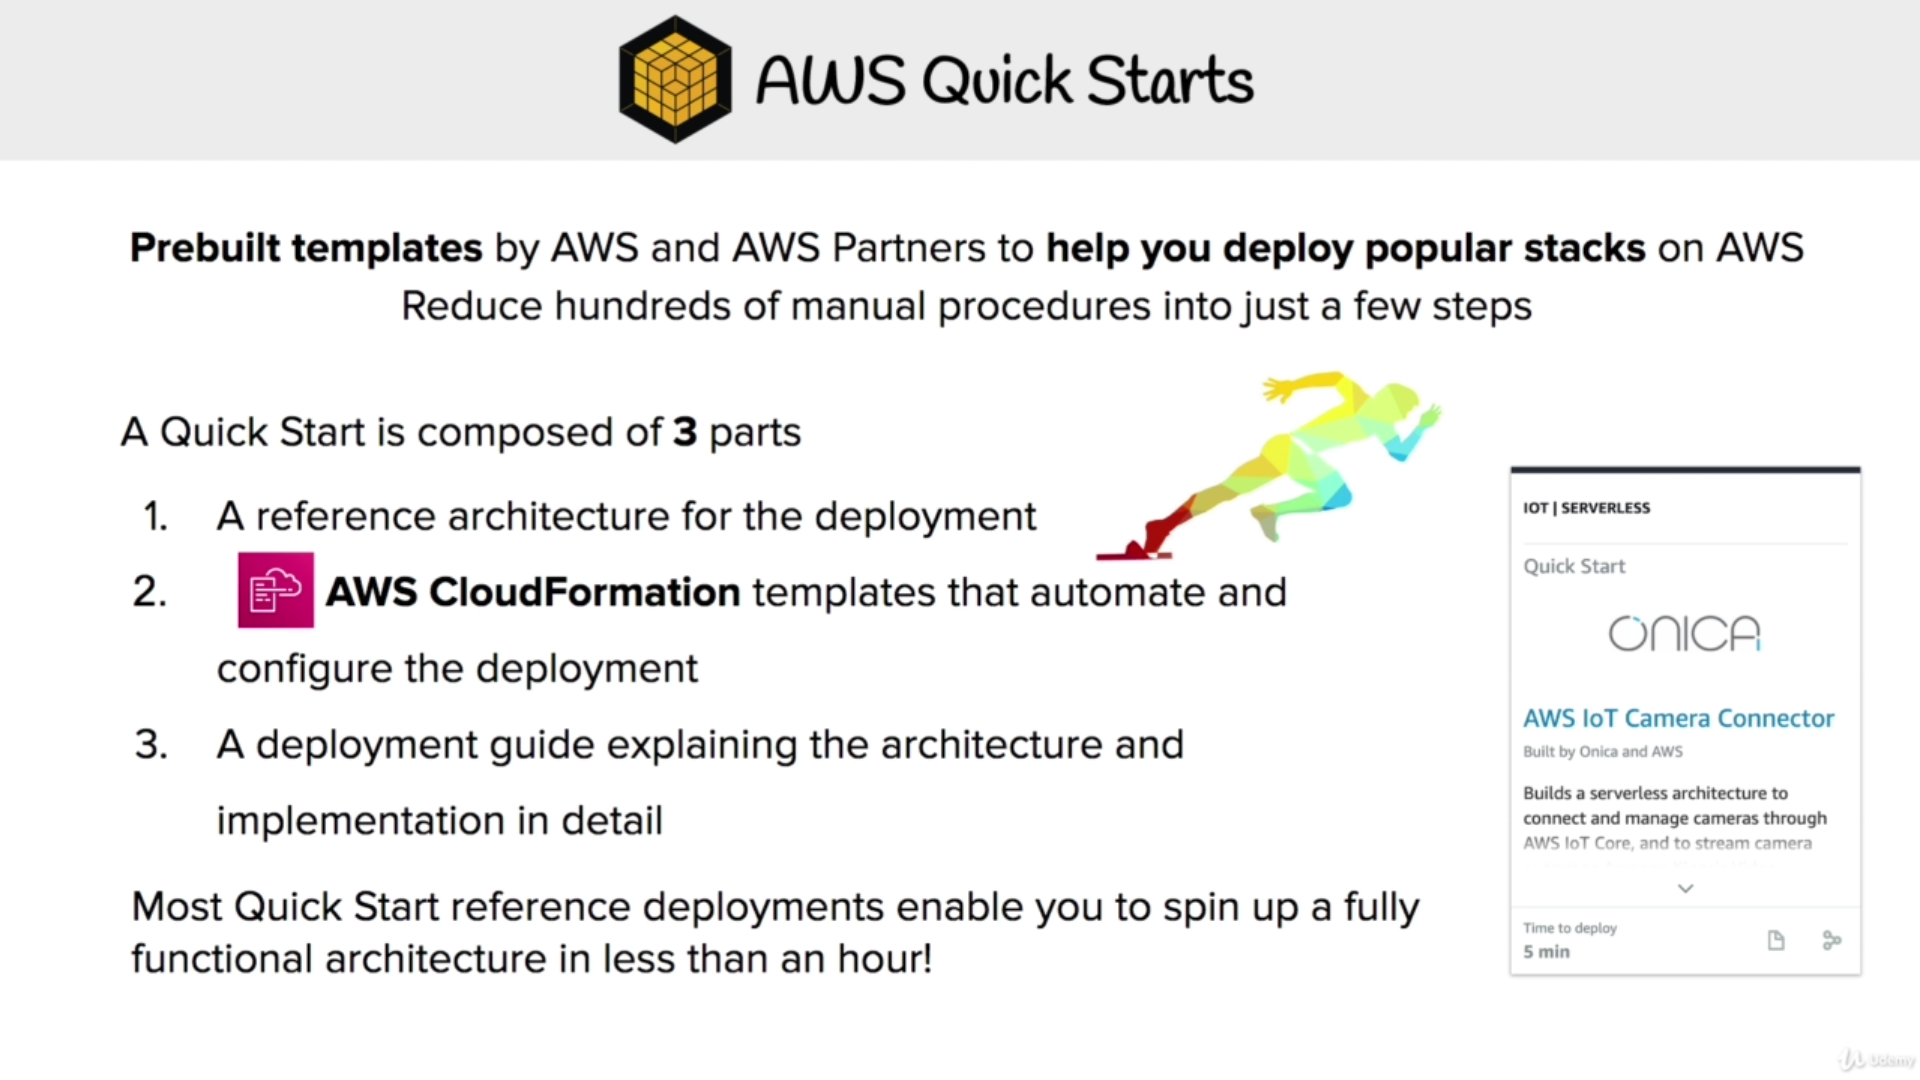 AWS Quick Starts
Prebuilt templates by AWS and AWS Partners to help you deploy popular stacks on AWS
Reduce hundreds of manual procedures into just a few steps
A Quick Start is composed of 3 parts
1. A reference architecture for the deployment
2. AWS CloudFormation templates that automate and
configure the deployment
3. A deployment guide explaining the architecture and
implementation in detail
Most Quick Start reference deployments enable you to spin up a fully
functional architecture in less than an hour!
IOT | SERVERLESS
Quick Start
ONICA
AWS IoT Camera Connector
Built by Onica and AWS
Builds a serverless architecture to
connect and manage cameras through
AWS IoT Core, and to stream camera
Time to deploy
5 min
Udemy